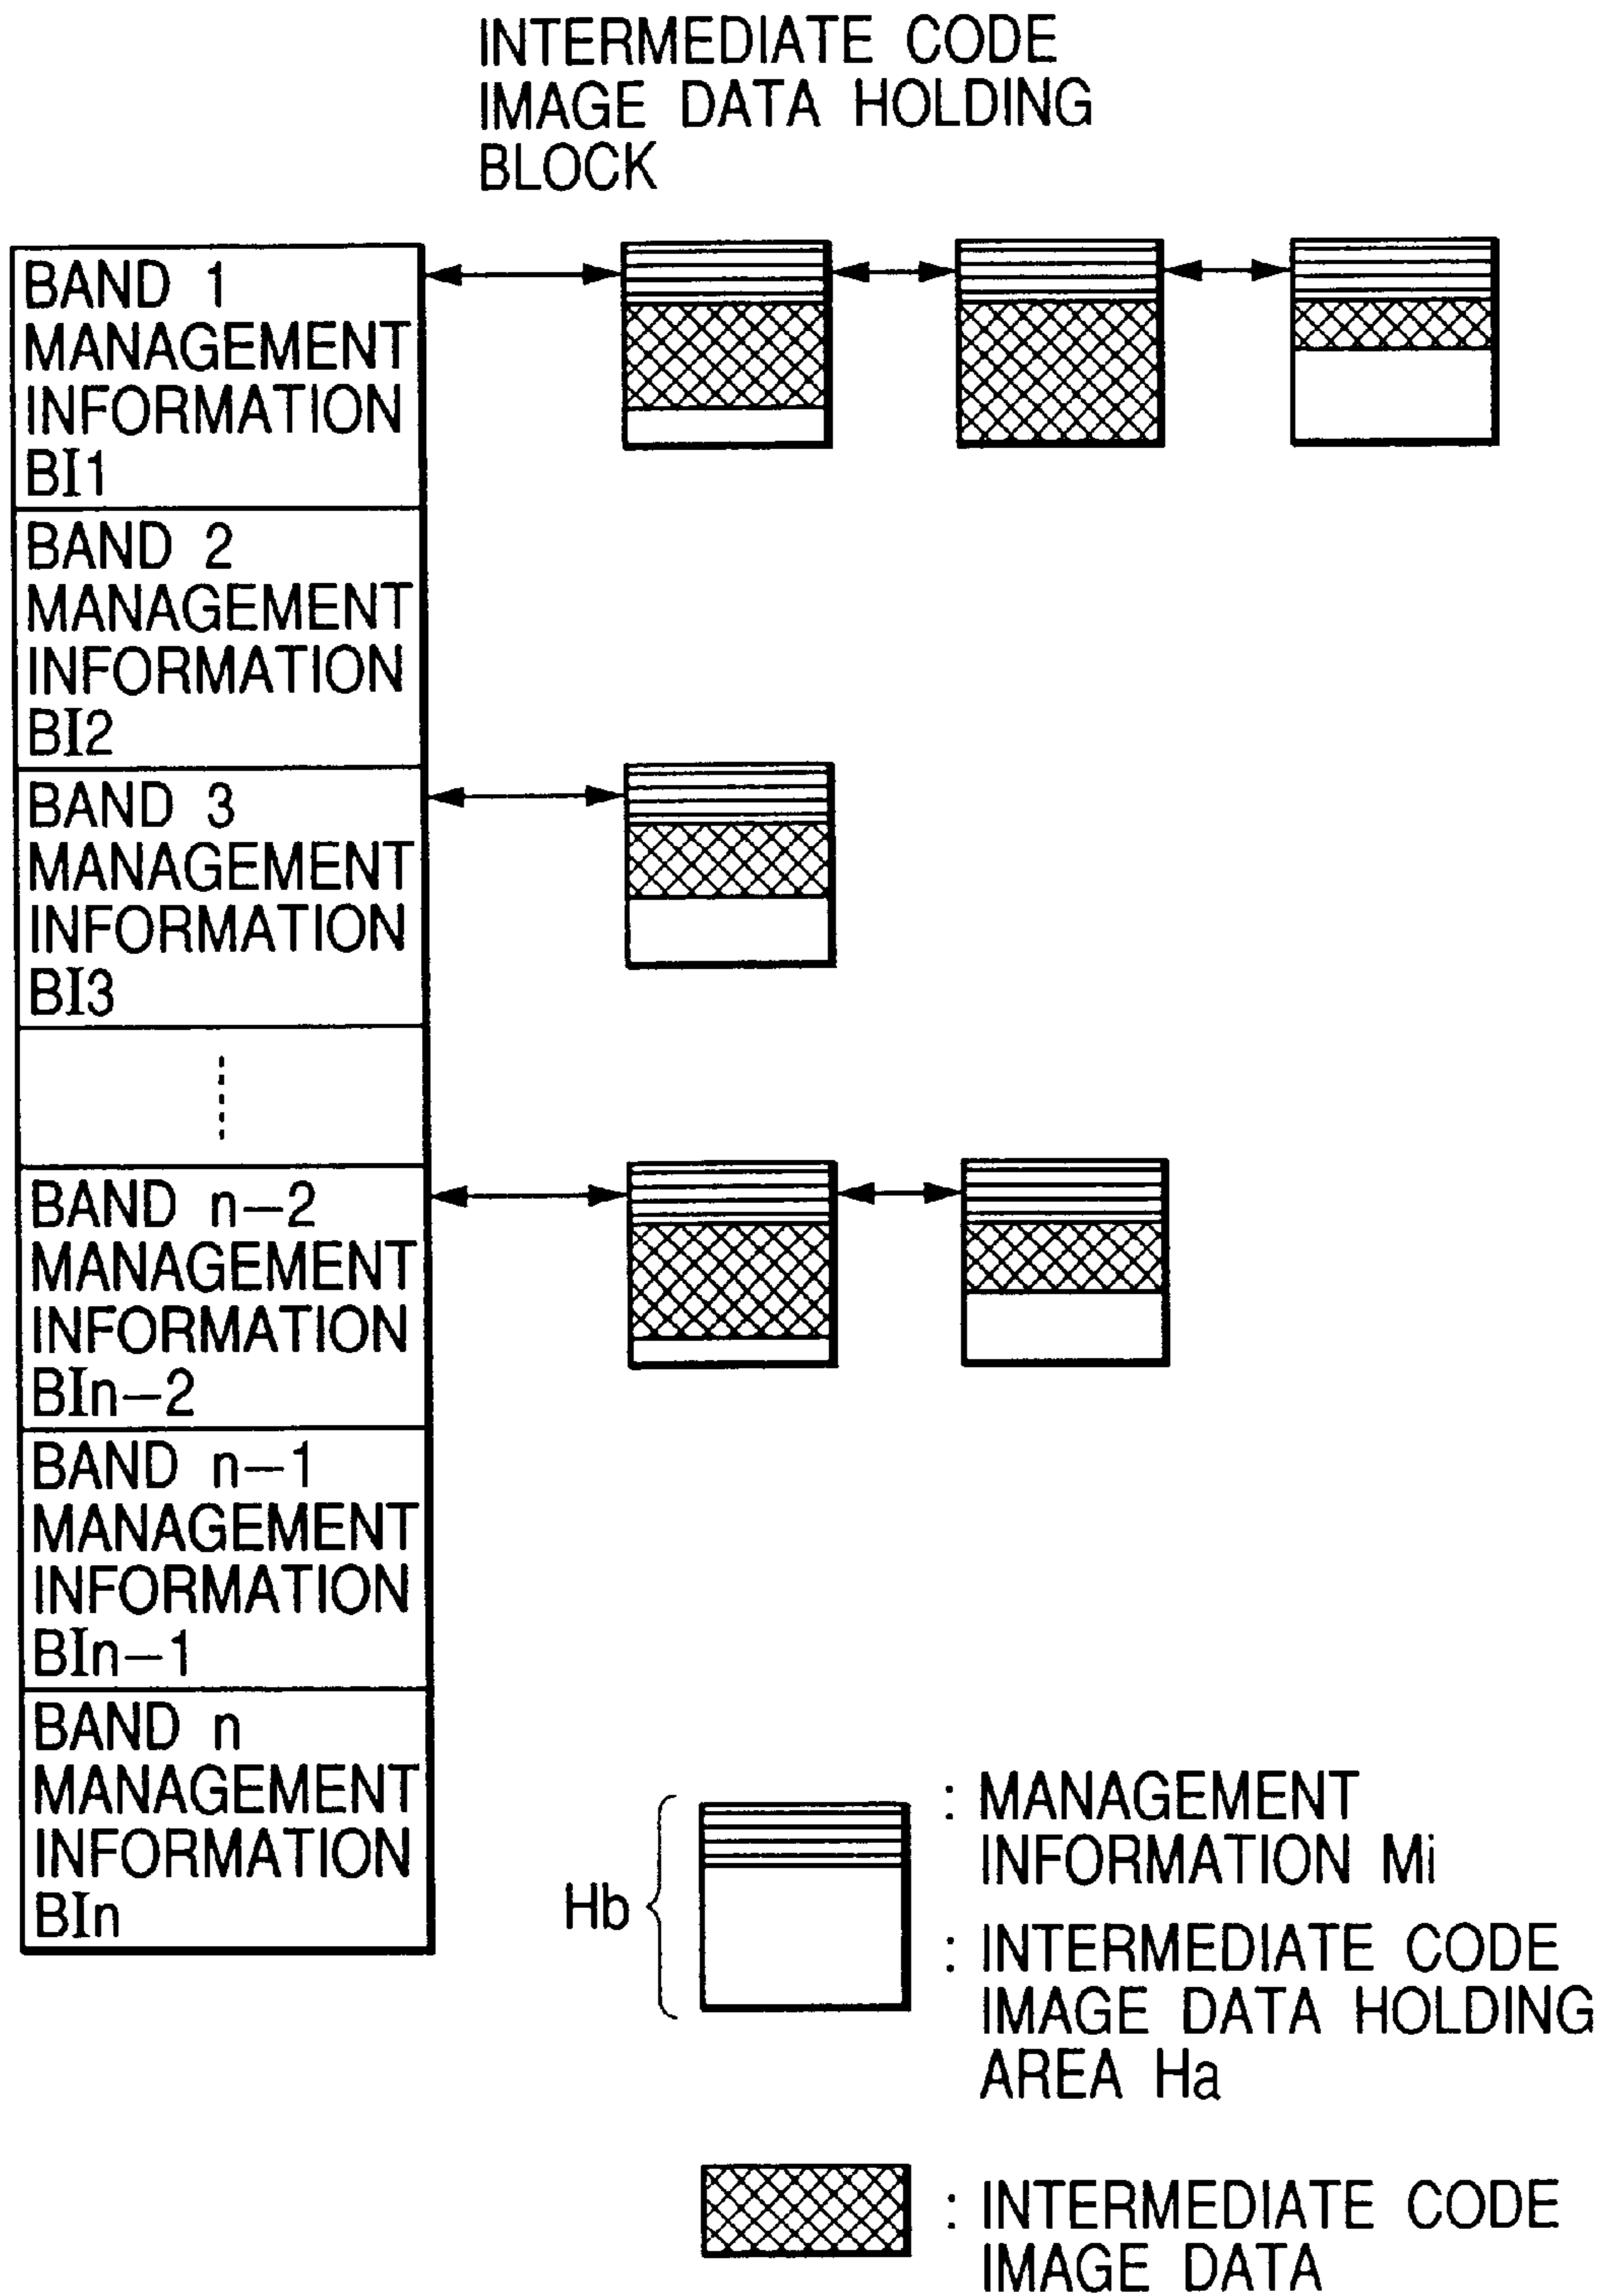 INTERMEDIATE CODE
IMAGE DATA HOLDING
BLOCK
BAND 1
MANAGEMENT
INFORMATION
BI1
BAND 2
MANAGEMENT
INFORMATION
BI2
BAND 3
MANAGEMENT
INFORMATION
BI3
BAND n-2
MANAGEMENT
INFORMATION
BIn-2
BAND n-1
MANAGEMENT
INFORMATION
BIn-1
BAND n
MANAGEMENT
INFORMATION
BIn
Hb
: MANAGEMENT
INFORMATION Mi
: INTERMEDIATE CODE
IMAGE DATA HOLDING
AREA Ha
: INTERMEDIATE CODE
IMAGE DATA